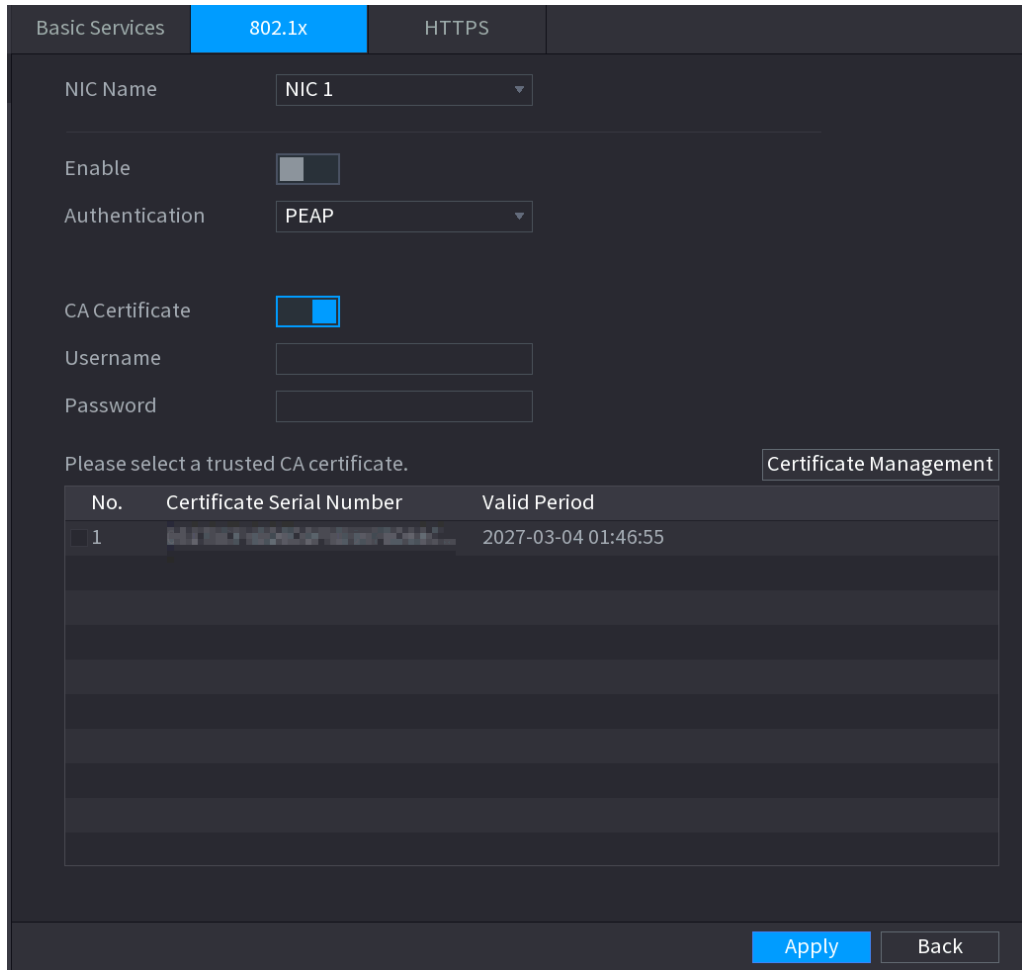 Basic Services 802.1x HTTPS
NIC Name NIC 1
Enable
Authentication PEAP
CA Certificate
Username
Password
Please select a trusted CA certificate. Certificate Management
No. Certificate Serial Number Valid Period
1 2027-03-04 01:46:55
Apply Back